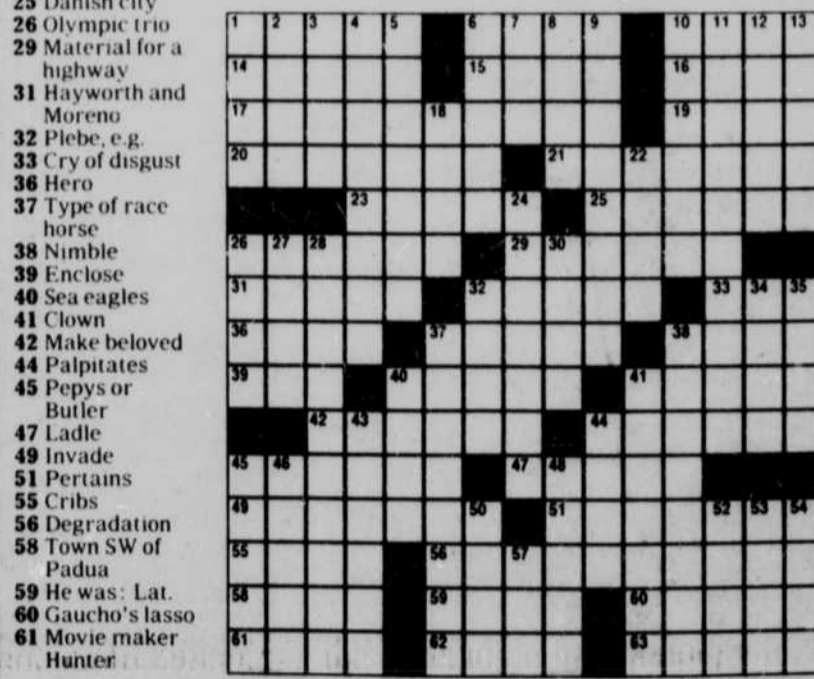 25 Danish city
26 Olympic trio
29 Material for a
highway
31 Hayworth and
Moreno
32 Plebe, e.g.
33 Cry of disgust
36 Hero
37 Type of race
horse
38 Nimble
39 Enclose
40 Sea eagles
41 Clown
42 Make beloved
44 Palpitates
45 Pepys or
Butler
47 Ladle
49 Invade
51 Pertains
55 Cribs
56 Degradation
58 Town SW of
Padua
59 He was: Lat.
60 Gaucho's lasso
61 Movie maker
Hunter
1 2 3 4 5 6 7 8 9 10 11 12 13
14 15 16
17 18 19
20 21 22
23 24 25
26 27 28 29 30
31 32 33 34 35
36 37 38
39 40 41
42 43 44
45 46 47 48
49 50 51 52 53 54
55 56 57
58 59 60
61 62 63